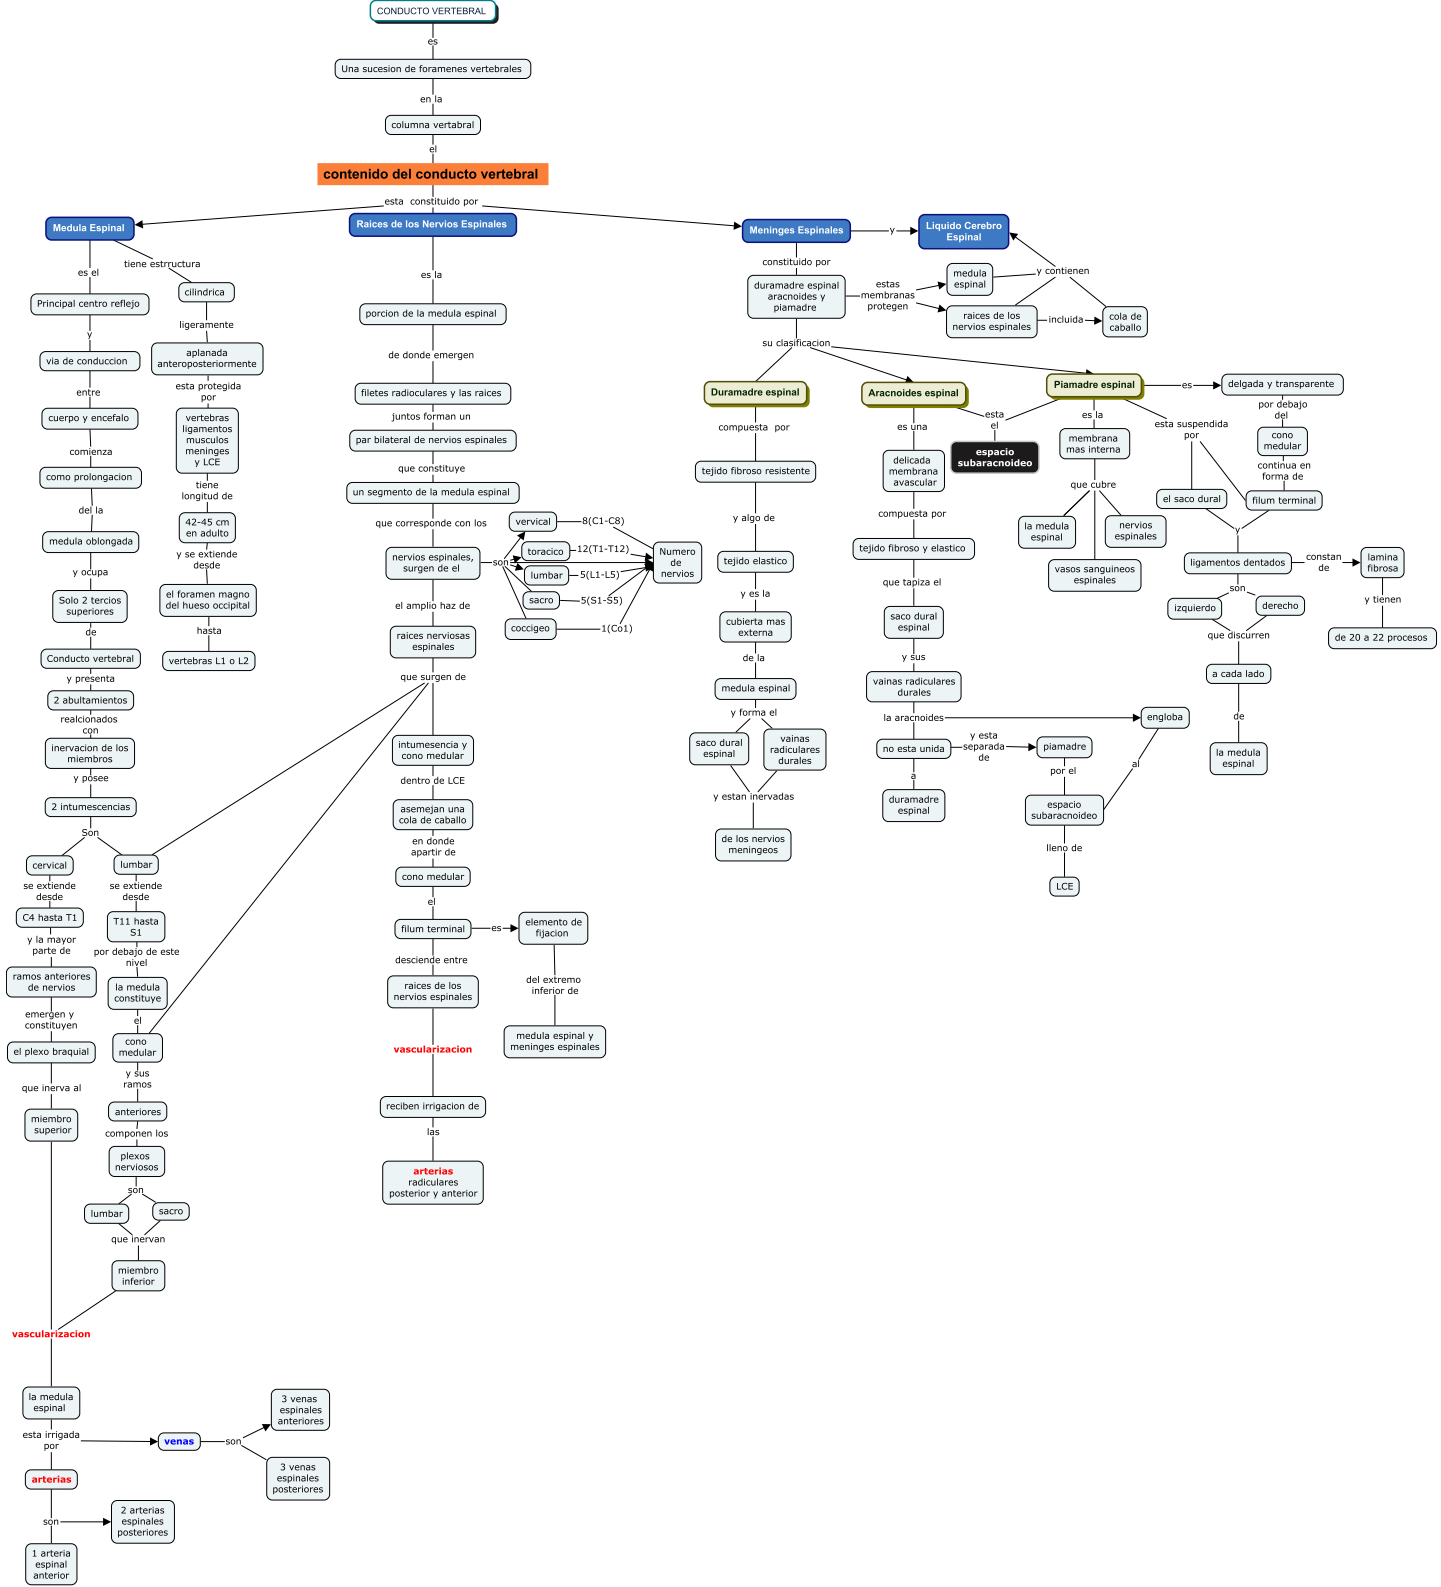 CONDUCTO VERTEBRAL
es
Una sucesion de foramenes vertebrales
en la
columna vertabral
el
contenido del conducto vertebral
esta constituido por
Medula Espinal
es el
Principal centro reflejo
y
via de conduccion
entre
cuerpo y encefalo
comienza
como prolongacion
del la
medula oblongada
y ocupa
Solo 2 tercios
superiores
de
Conducto vertebral
y presenta
2 abultamientos
realcionados
con
inervacion de los
miembros
y posee
2 intumescencias
Son
cervical
se extiende
desde
C4 hasta T1
y la mayor
parte de
ramos anteriores
de nervios
emergen y
constituyen
el plexo braquial
que inerva al
miembro
superior
lumbar
se extiende
desde
T11 hasta
S1
por debajo de este
nivel
la medula
constituye
el
cono
medular
y sus
ramos
anteriores
componen los
plexos
nerviosos
son
lumbar
sacro
que inervan
miembro
inferior
vascularizacion
la medula
espinal
esta irrigada
por
venas
son
3 venas
espinales
anteriores
3 venas
espinales
posteriores
arterias
son
2 arterias
espinales
posteriores
1 arteria
espinal
anterior
tiene estrructura
cilindrica
ligeramente
aplanada
anteroposteriormente
esta protegida
por
vertebras
ligamentos
musculos
meninges
y LCE
tiene
longitud de
42-45 cm
en adulto
y se extiende
desde
el foramen magno
del hueso occipital
hasta
vertebras L1 o L2
Raices de los Nervios Espinales
es la
porcion de la medula espinal
de donde emergen
filetes radioculares y las raices
juntos forman un
par bilateral de nervios espinales
que constituye
un segmento de la medula espinal
que corresponde con los
nervios espinales,
surgen de el
son
vervical
8(C1-C8)
toracico
12(T1-T12)
lumbar
5(L1-L5)
sacro
5(S1-S5)
coccigeo
1(Co1)
Numero
de
nervios
el amplio haz de
raices nerviosas
espinales
que surgen de
intumesencia y
cono medular
dentro de LCE
asemejan una
cola de caballo
en donde
apartir de
cono medular
el
filum terminal
es
elemento de
fijacion
del extremo
inferior de
medula espinal y
meninges espinales
desciende entre
raices de los
nervios espinales
vascularizacion
reciben irrigacion de
las
arterias
radiculares
posterior y anterior
Meninges Espinales
y
Liquido Cerebro
Espinal
constituido por
duramadre espinal
aracnoides y
piamadre
estas
membranas
protegen
medula
espinal
y contienen
raices de los
nervios espinales
incluida
cola de
caballo
su clasificacion
Duramadre espinal
compuesta por
tejido fibroso resistente
y algo de
tejido elastico
y es la
cubierta mas
externa
de la
medula espinal
y forma el
saco dural
espinal
vainas
radiculares
durales
y estan inervadas
de los nervios
meningeos
Aracnoides espinal
es una
delicada
membrana
avascular
compuesta por
tejido fibroso y elastico
que tapiza el
saco dural
espinal
y sus
vainas radiculares
durales
la aracnoides
engloba
al
no esta unida
a
duramadre
espinal
y esta
separada
de
piamadre
por el
espacio
subaracnoideo
lleno de
LCE
esta
el
espacio
subaracnoideo
Piamadre espinal
es la
membrana
mas interna
que cubre
la medula
espinal
nervios
espinales
vasos sanguineos
espinales
es
delgada y transparente
por debajo
del
cono
medular
continua en
forma de
filum terminal
esta suspendida
por
el saco dural
y
ligamentos dentados
constan
de
lamina
fibrosa
y tienen
de 20 a 22 procesos
son
izquierdo
derecho
que discurren
a cada lado
de
la medula
espinal